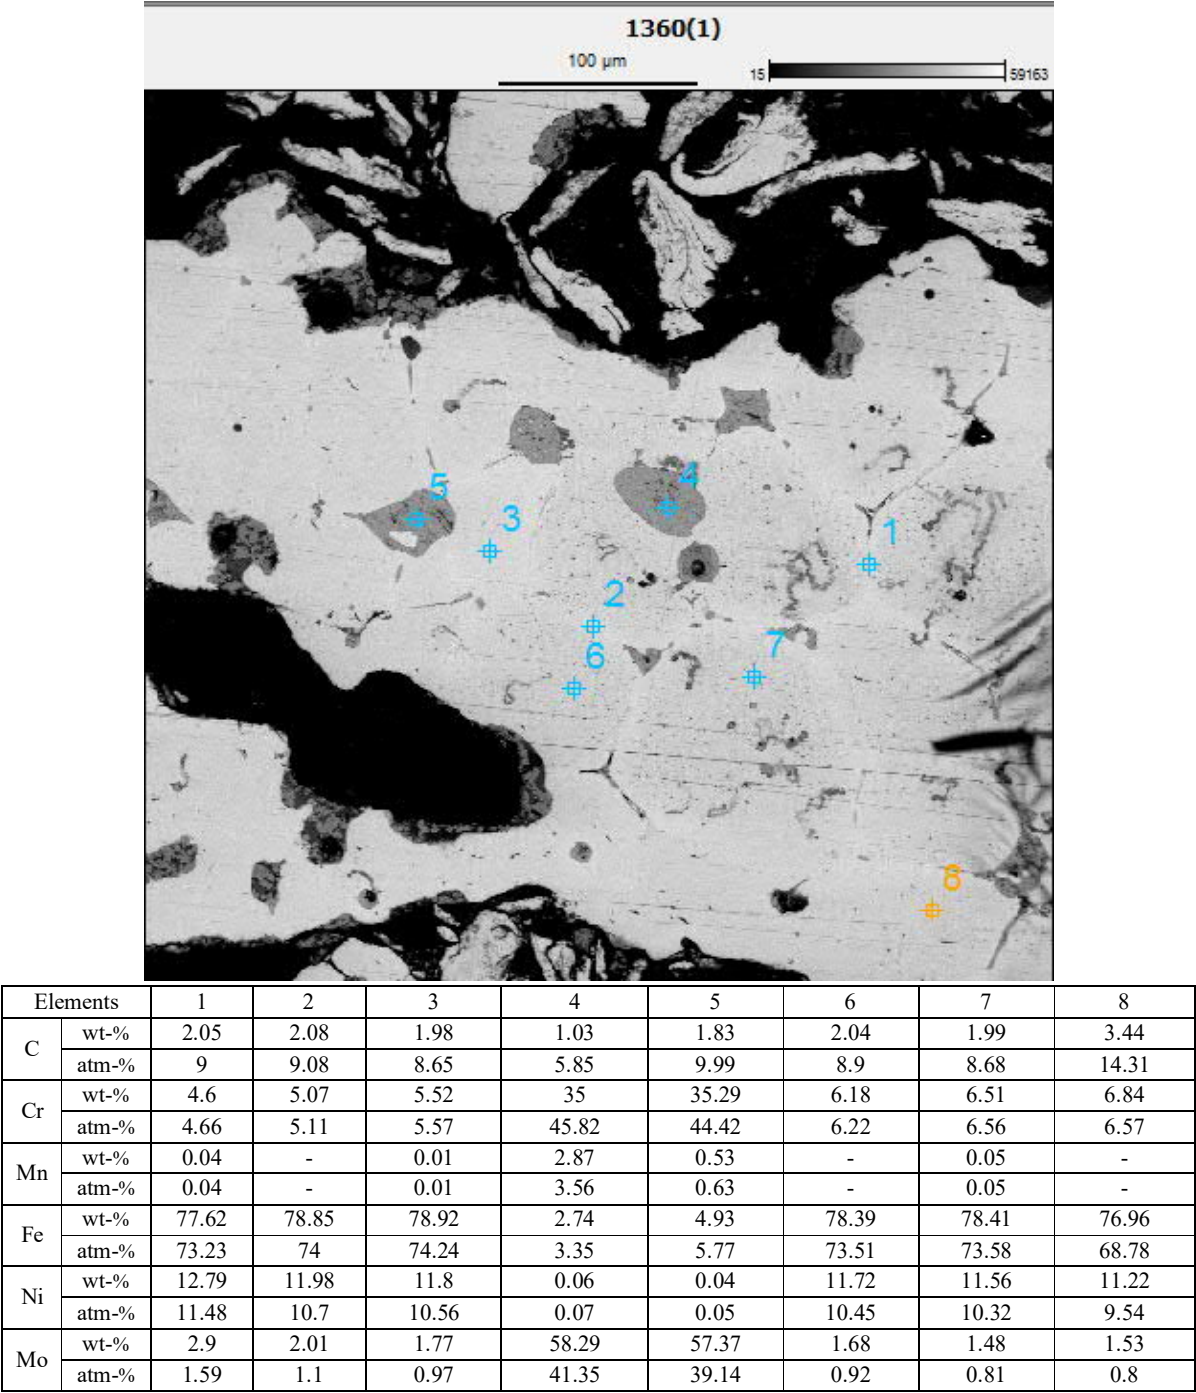 1360(1)
100 µm
15 59163
4
5
3
1
2
7
6
8
Elements 1 2 3 4 5 6 7 8
C wt-% 2.05 2.08 1.98 1.03 1.83 2.04 1.99 3.44
atm-% 9 9.08 8.65 5.85 9.99 8.9 8.68 14.31
Cr wt-% 4.6 5.07 5.52 35 35.29 6.18 6.51 6.84
atm-% 4.66 5.11 5.57 45.82 44.42 6.22 6.56 6.57
Mn wt-% 0.04 - 0.01 2.87 0.53 - 0.05 -
atm-% 0.04 - 0.01 3.56 0.63 - 0.05 -
Fe wt-% 77.62 78.85 78.92 2.74 4.93 78.39 78.41 76.96
atm-% 73.23 74 74.24 3.35 5.77 73.51 73.58 68.78
Ni wt-% 12.79 11.98 11.8 0.06 0.04 11.72 11.56 11.22
atm-% 11.48 10.7 10.56 0.07 0.05 10.45 10.32 9.54
Mo wt-% 2.9 2.01 1.77 58.29 57.37 1.68 1.48 1.53
atm-% 1.59 1.1 0.97 41.35 39.14 0.92 0.81 0.8